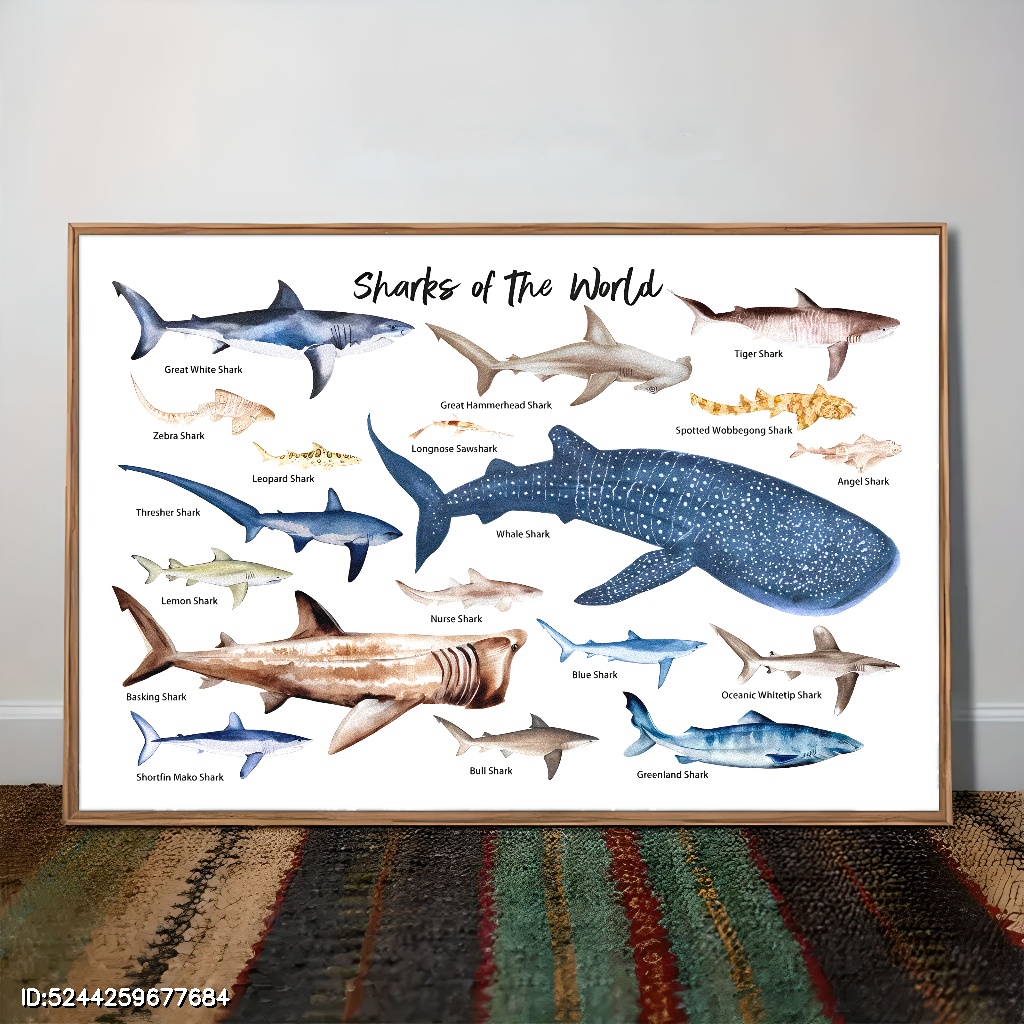 Sharks of the World
Great White Shark
Great Hammerhead Shark
Tiger Shark
Zebra Shark
Leopard Shark
Longnose Sawshark
Spotted Wobbegong Shark
Angel Shark
Thresher Shark
Whale Shark
Lemon Shark
Nurse Shark
Basking Shark
Blue Shark
Oceanic Whitetip Shark
Shortfin Mako Shark
Bull Shark
Greenland Shark
ID:5244259677684